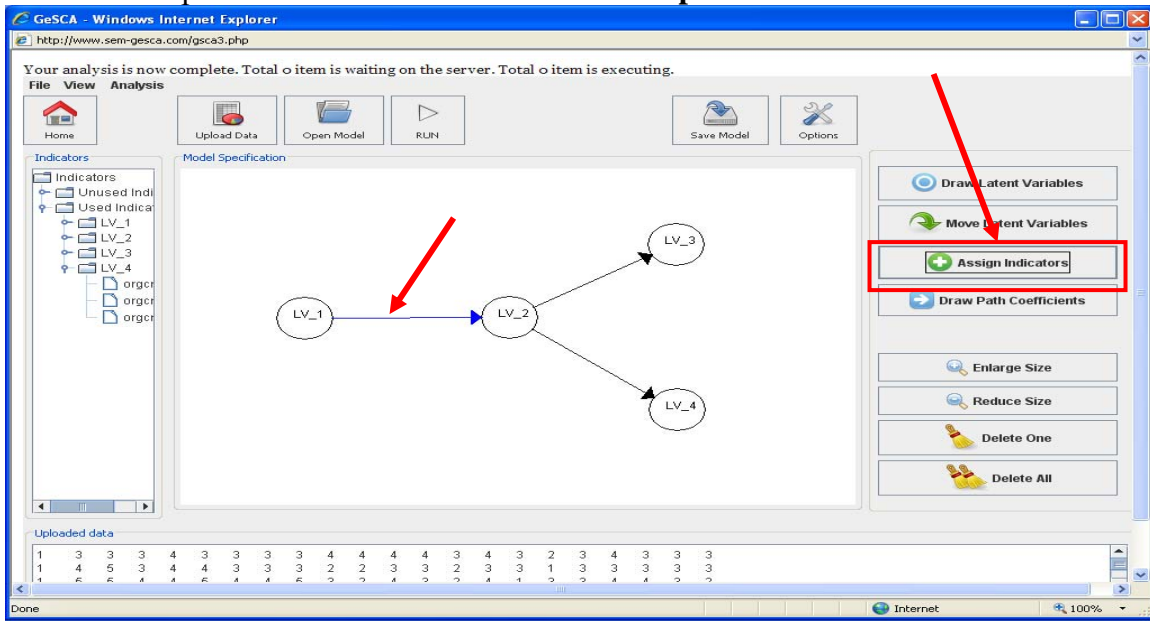 GeSCA - Windows Internet Explorer
http://www.sem-gesca.com/gsca3.php
Your analysis is now complete. Total 0 item is waiting on the server. Total 0 item is executing.
File View Analysis
Home
Upload Data
Open Model
RUN
Save Model
Options
Indicators
Indicators
Unused Indi
Used Indica
LV_1
LV_2
LV_3
LV_4
orgcr
orgcr
orgcr
Model Specification
LV_1
LV_2
LV_3
LV_4
Draw Latent Variables
Move Latent Variables
Assign Indicators
Draw Path Coefficients
Enlarge Size
Reduce Size
Delete One
Delete All
Uploaded data
1 3 3 3 4 3 3 3 3 4 4 4 4 3 4 3 2 3 4 3 3 3
1 4 5 3 4 4 3 3 3 2 2 3 3 2 3 3 1 3 3 3 3 3
Done
Internet
100%